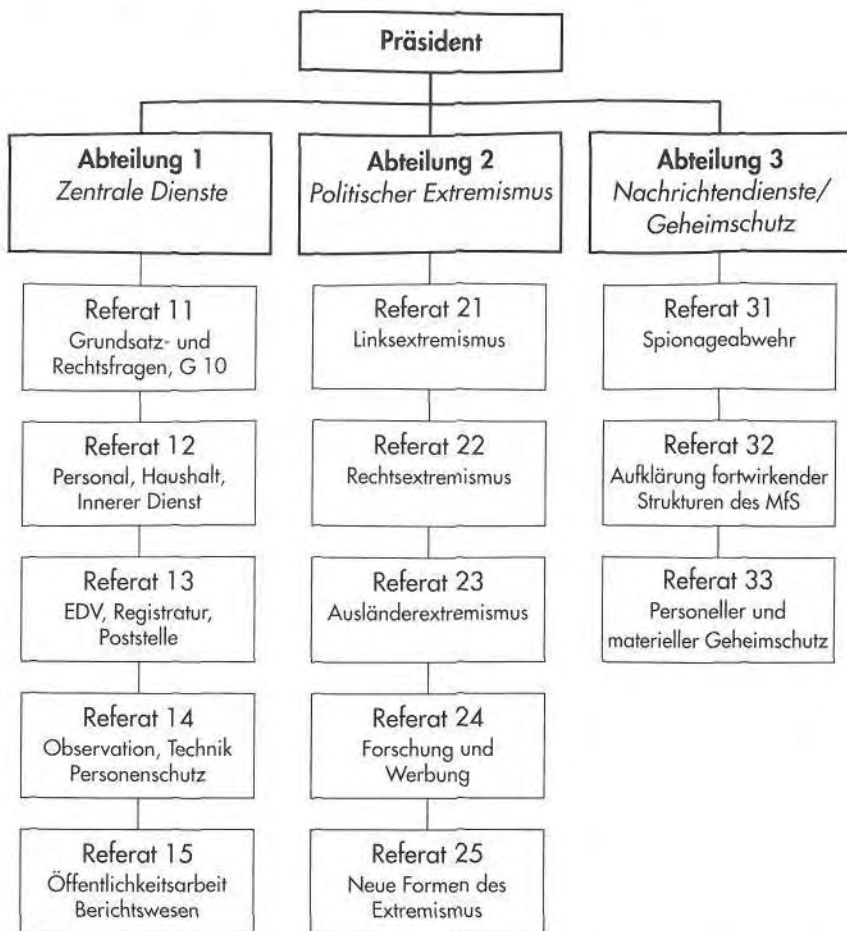 Präsident
Abteilung 1
Zentrale Dienste
Abteilung 2
Politischer Extremismus
Abteilung 3
Nachrichtendienste/
Geheimschutz
Referat 11
Grundsatz- und
Rechtsfragen, G 10
Referat 12
Personal, Haushalt,
Innerer Dienst
Referat 13
EDV, Registratur,
Poststelle
Referat 14
Observation, Technik
Personenschutz
Referat 15
Öffentlichkeitsarbeit
Berichtswesen
Referat 21
Linksextremismus
Referat 22
Rechtsextremismus
Referat 23
Ausländerextremismus
Referat 24
Forschung und
Werbung
Referat 25
Neue Formen des
Extremismus
Referat 31
Spionageabwehr
Referat 32
Aufklärung fortwirkender
Strukturen des MfS
Referat 33
Personeller und
materieller Geheimschutz